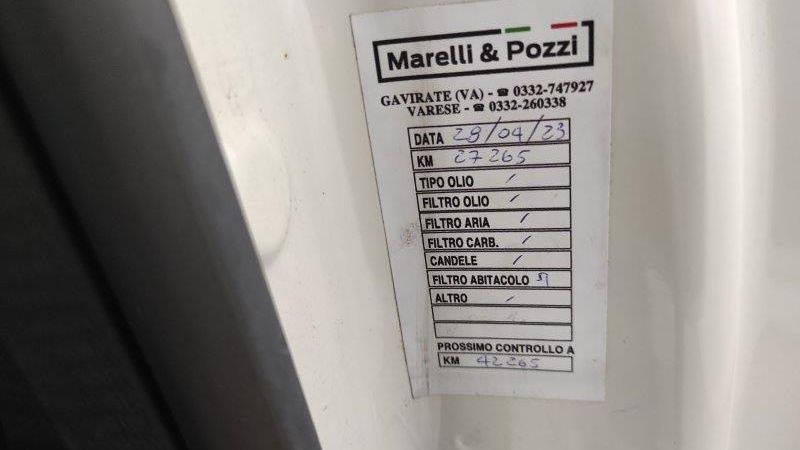 Marelli & Pozzi
GAVIRATE (VA) - ☎ 0332-747927
VARESE - ☎ 0332-260338
DATA 28/04/23
KM 27265
TIPO OLIO /
FILTRO OLIO /
FILTRO ARIA /
FILTRO CARB. /
CANDELE /
FILTRO ABITACOLO
ALTRO /
PROSSIMO CONTROLLO A
KM 42265